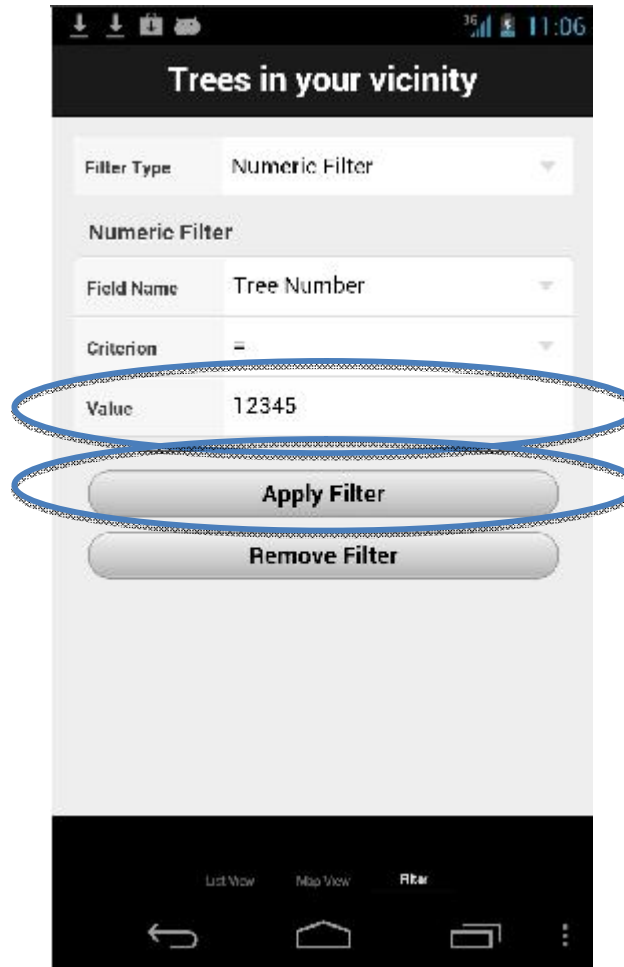 36 11:06
Trees in your vicinity
Filter Type Numeric Filter
Numeric Filter
Field Name Tree Number
Criterion =
Value 12345
Apply Filter
Remove Filter
List View Map View Filter